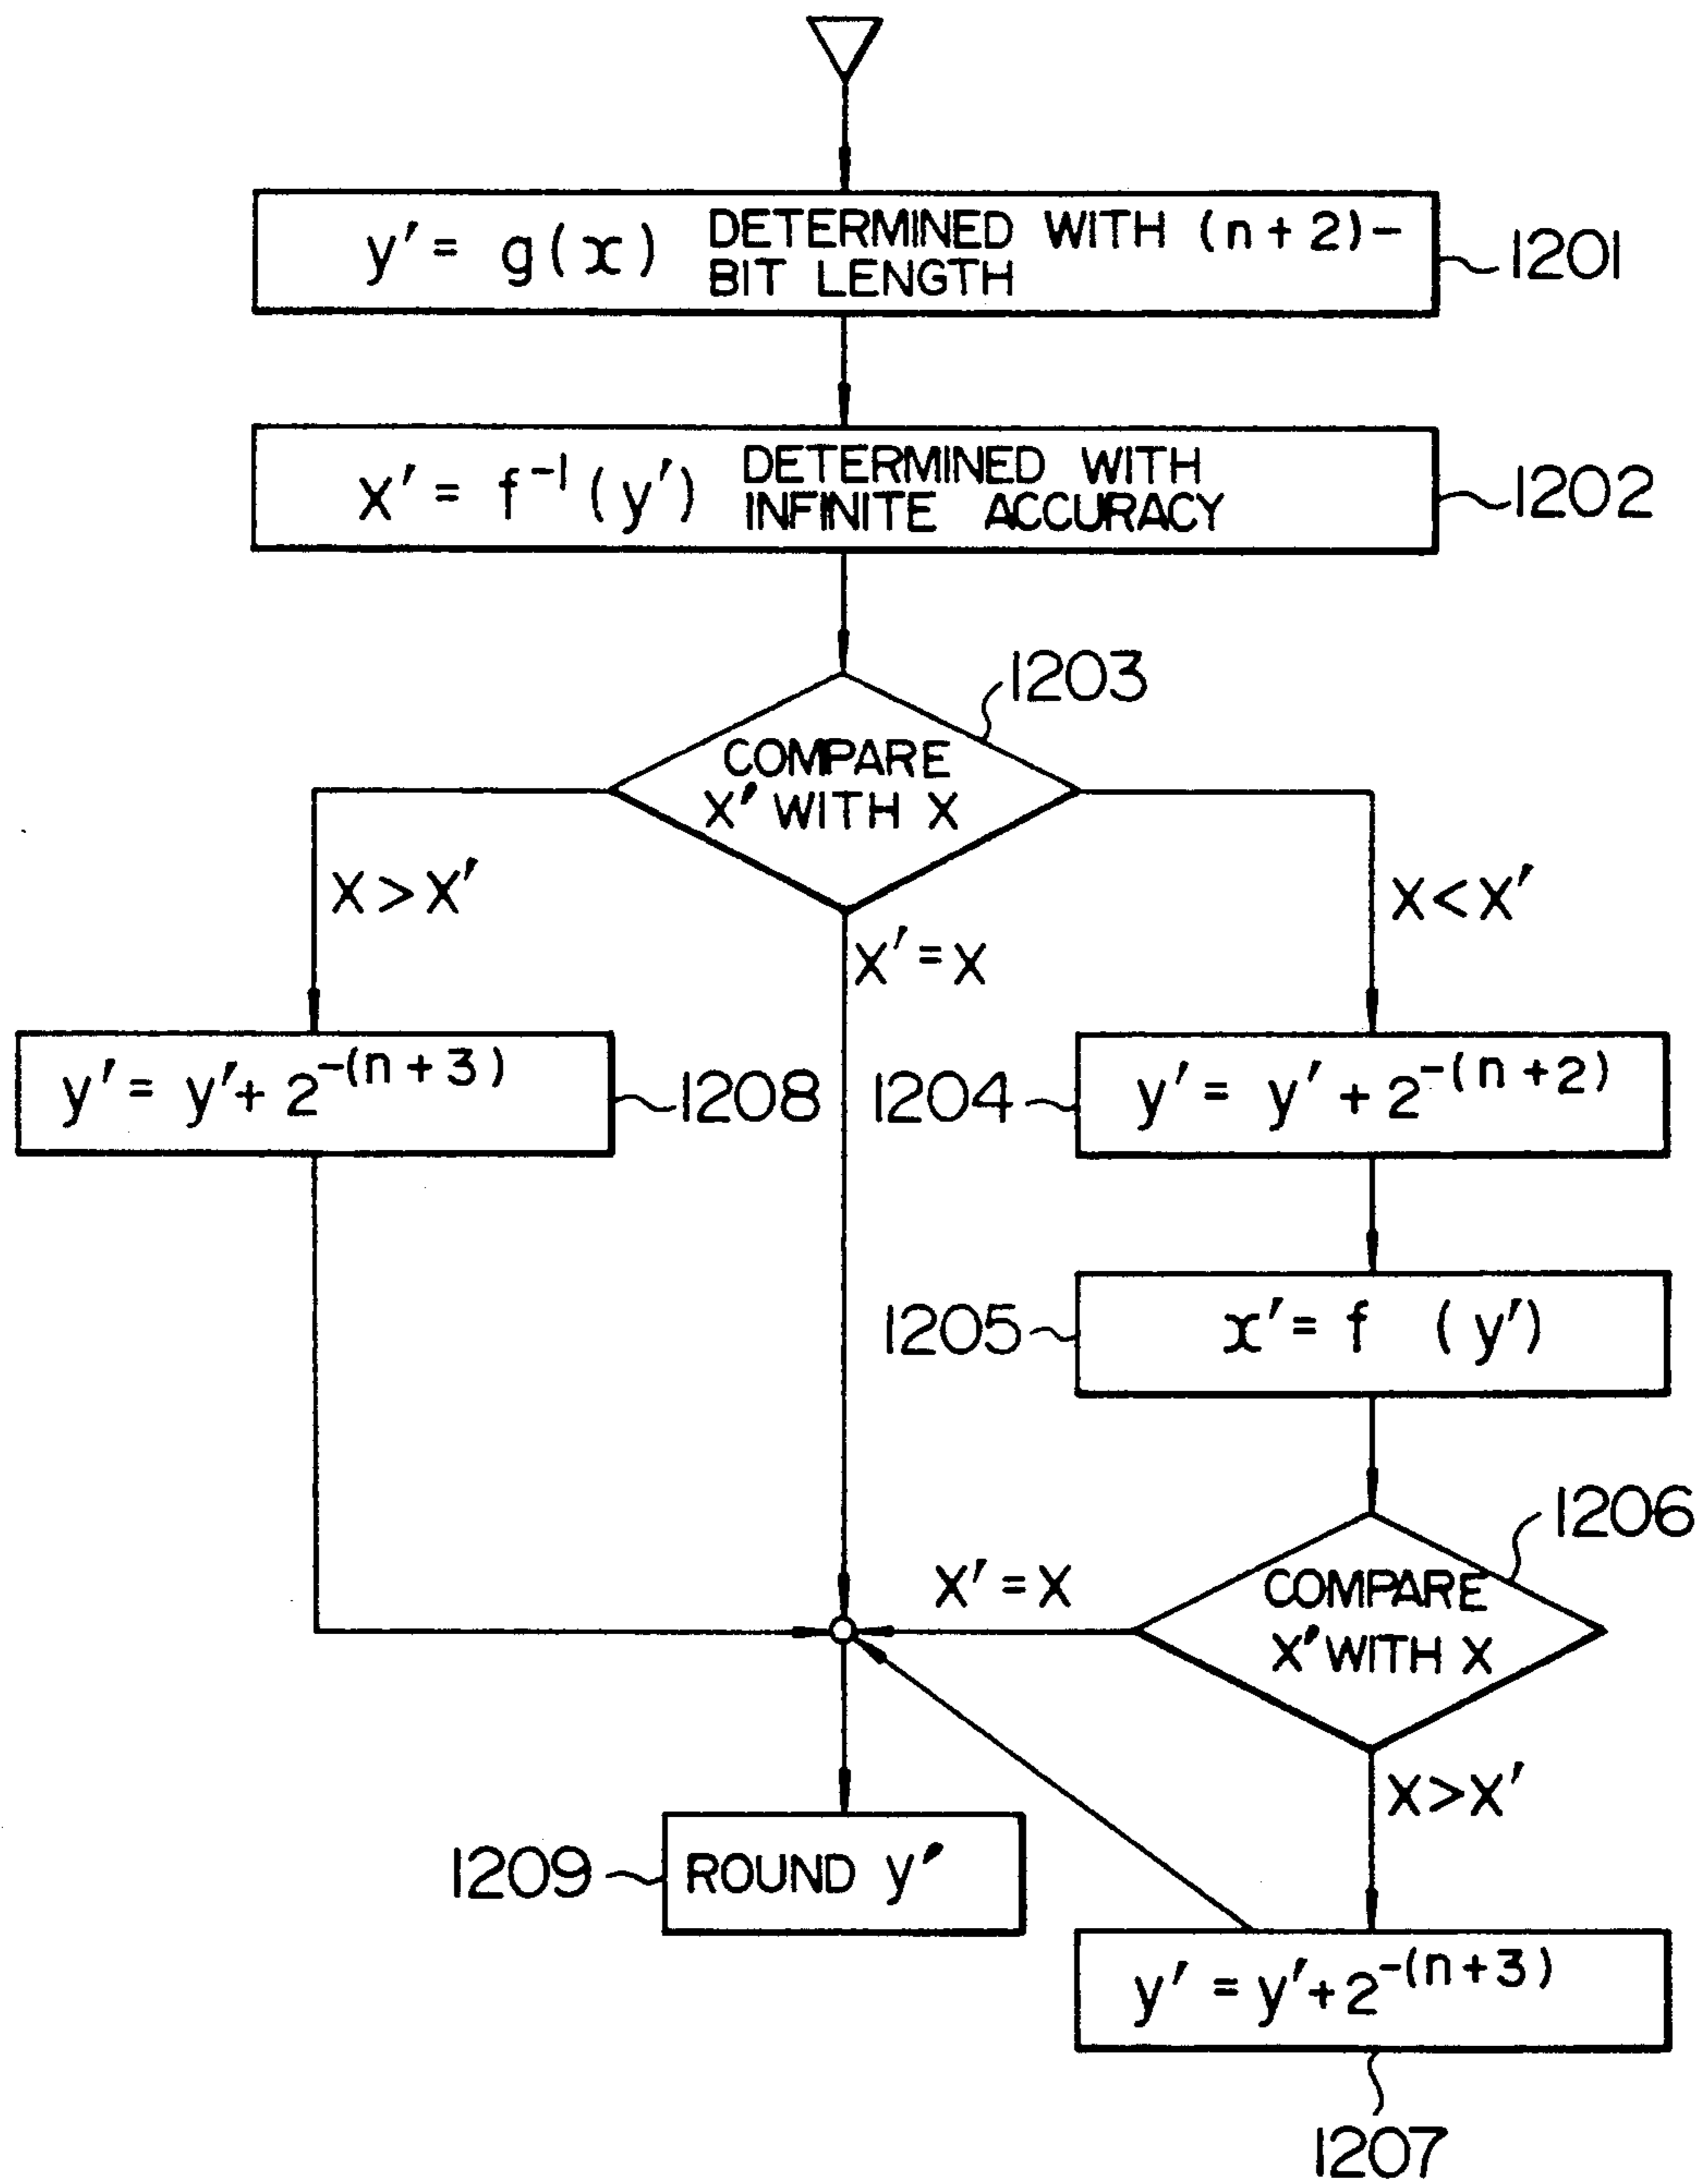 y' = g(x) DETERMINED WITH (n+2)-
BIT LENGTH
1201
x' = f⁻¹(y') DETERMINED WITH
INFINITE ACCURACY
1202
1203
COMPARE
X' WITH X
X>X'
X'=X
X<X'
y'= y'+ 2^-(n+3)
1208
1204
y' = y' + 2^-(n+2)
1205
x'= f (y')
1206
X'=X
COMPARE
X' WITH X
X>X'
1209
ROUND y'
y' = y'+2^-(n+3)
1207